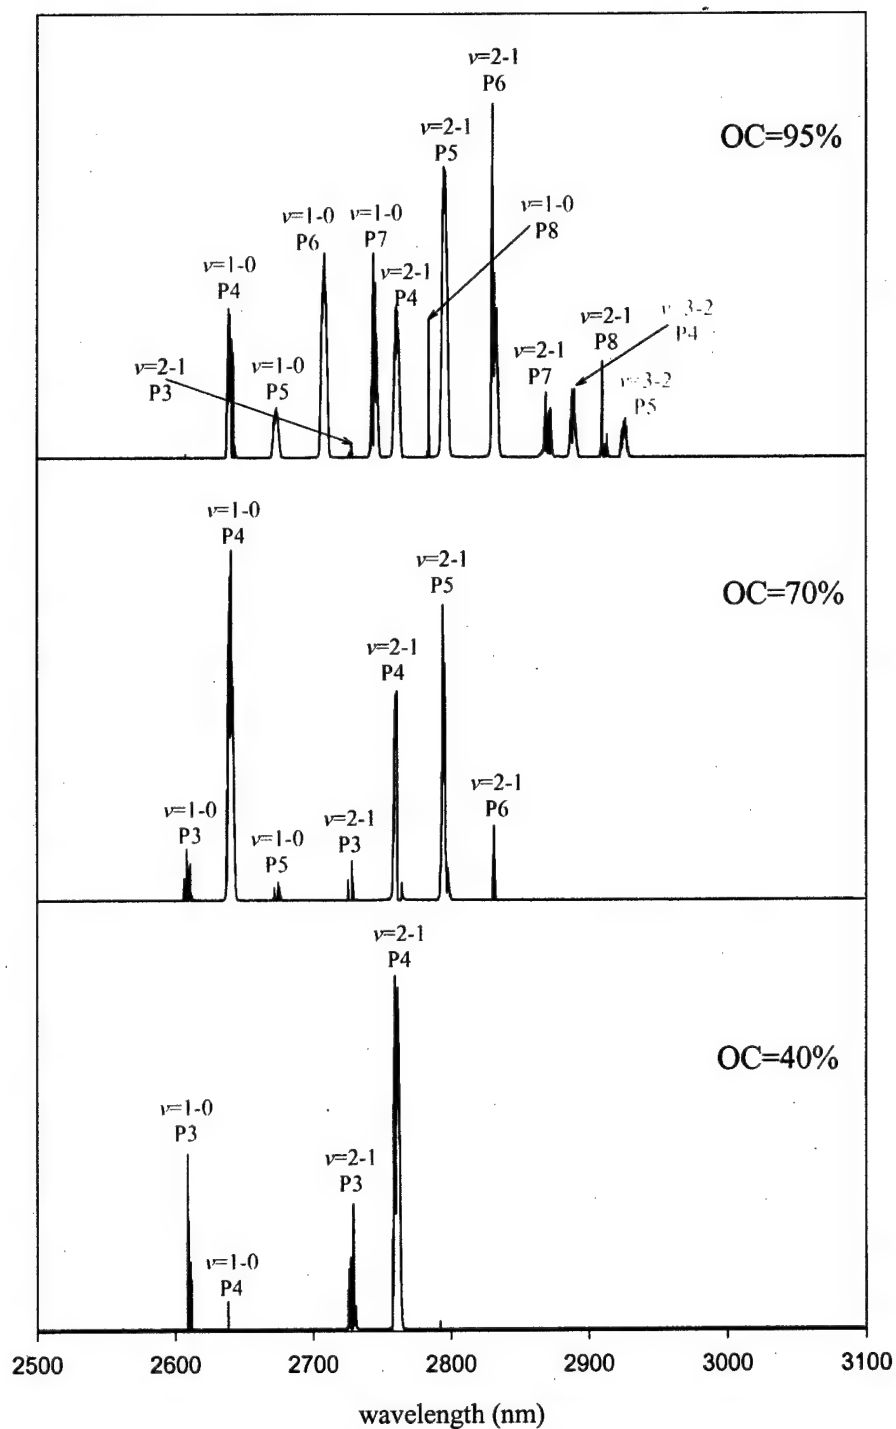 v=2-1
P6
v=2-1
P5
OC=95%
v=1-0
P8
v=1-0
P6
v=1-0
P7
v=1-0
P4
v=2-1
P4
v=2-1
P3
v=1-0
P5
v=2-1
P7
v=2-1
P8
v=3-2
P4
v=3-2
P5
v=1-0
P4
v=2-1
P5
OC=70%
v=2-1
P4
v=1-0
P3
v=1-0
P5
v=2-1
P3
v=2-1
P6
v=2-1
P4
OC=40%
v=1-0
P3
v=2-1
P3
v=1-0
P4
2500 2600 2700 2800 2900 3000 3100
wavelength (nm)